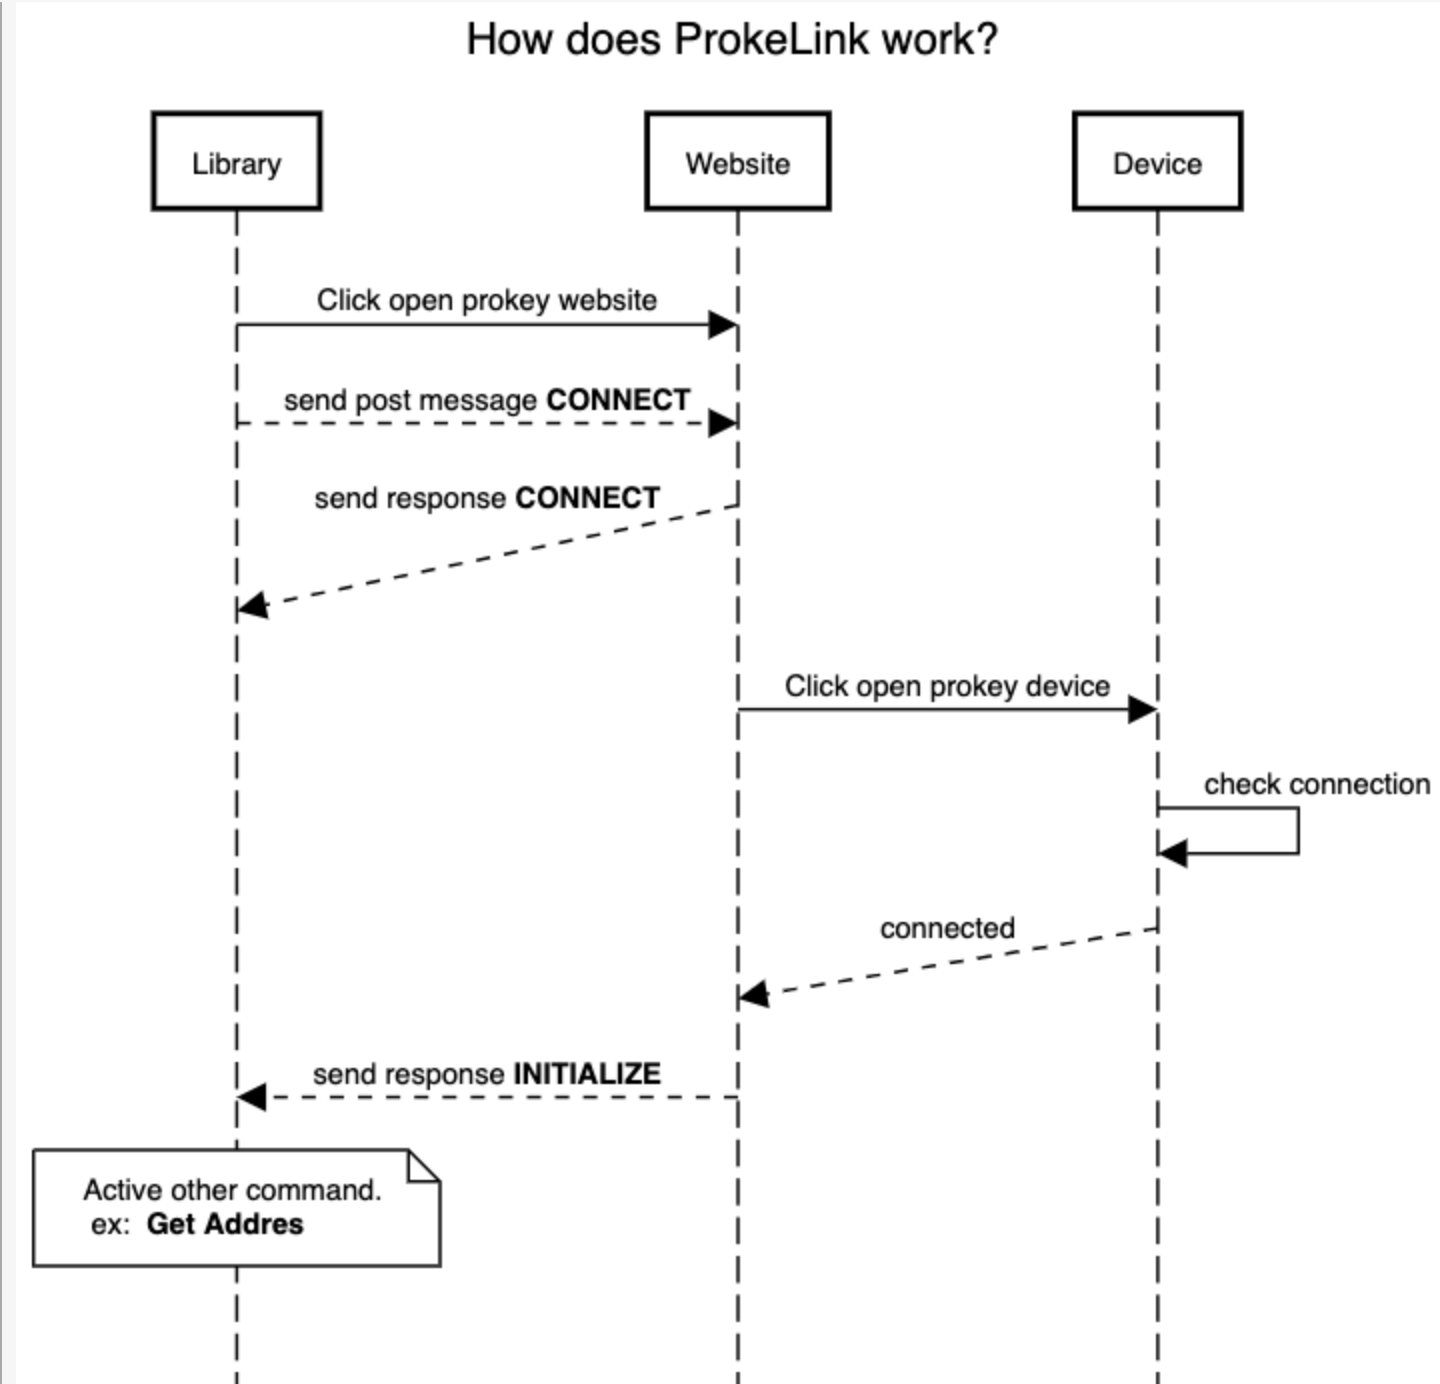 How does ProkeLink work?
Library
Website
Device
Click open prokey website
send post message CONNECT
send response CONNECT
Click open prokey device
check connection
connected
send response INITIALIZE
Active other command.
ex: Get Addres